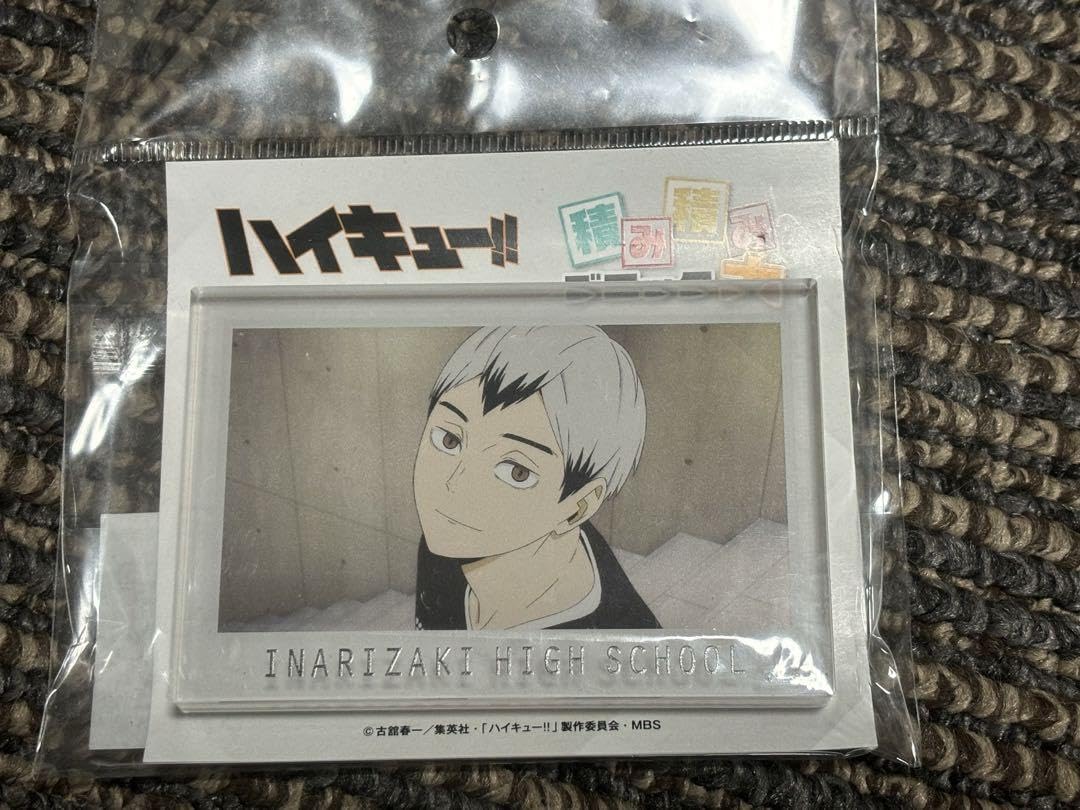 ハイキュー!!
積み積み
INARIZAKI HIGH SCHOOL
©古舘春一／集英社・「ハイキュー!!」製作委員会・MBS